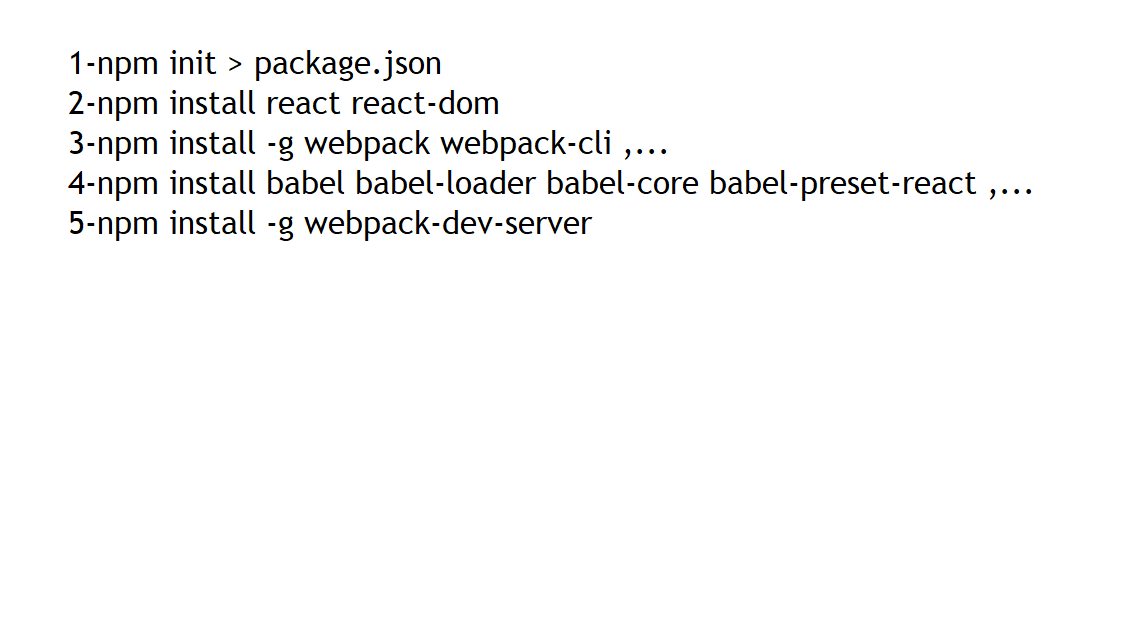 1-npm init > package.json
2-npm install react react-dom
3-npm install -g webpack webpack-cli ,...
4-npm install babel babel-loader babel-core babel-preset-react ,...
5-npm install -g webpack-dev-server